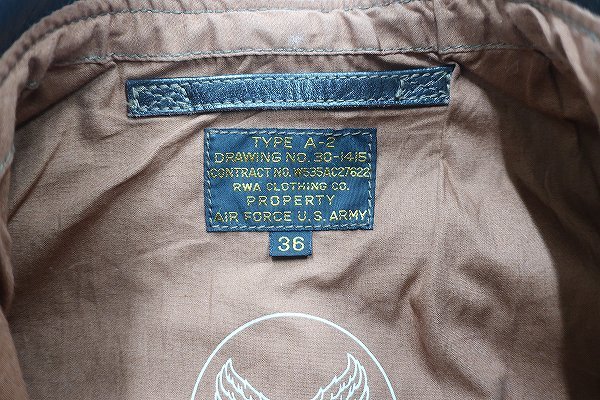 TYPE A-2
DRAWING NO. 30-1415
CONTRACT NO. W535AC27622
RWA CLOTHING CO.
PROPERTY
AIR FORCE U.S. ARMY
36